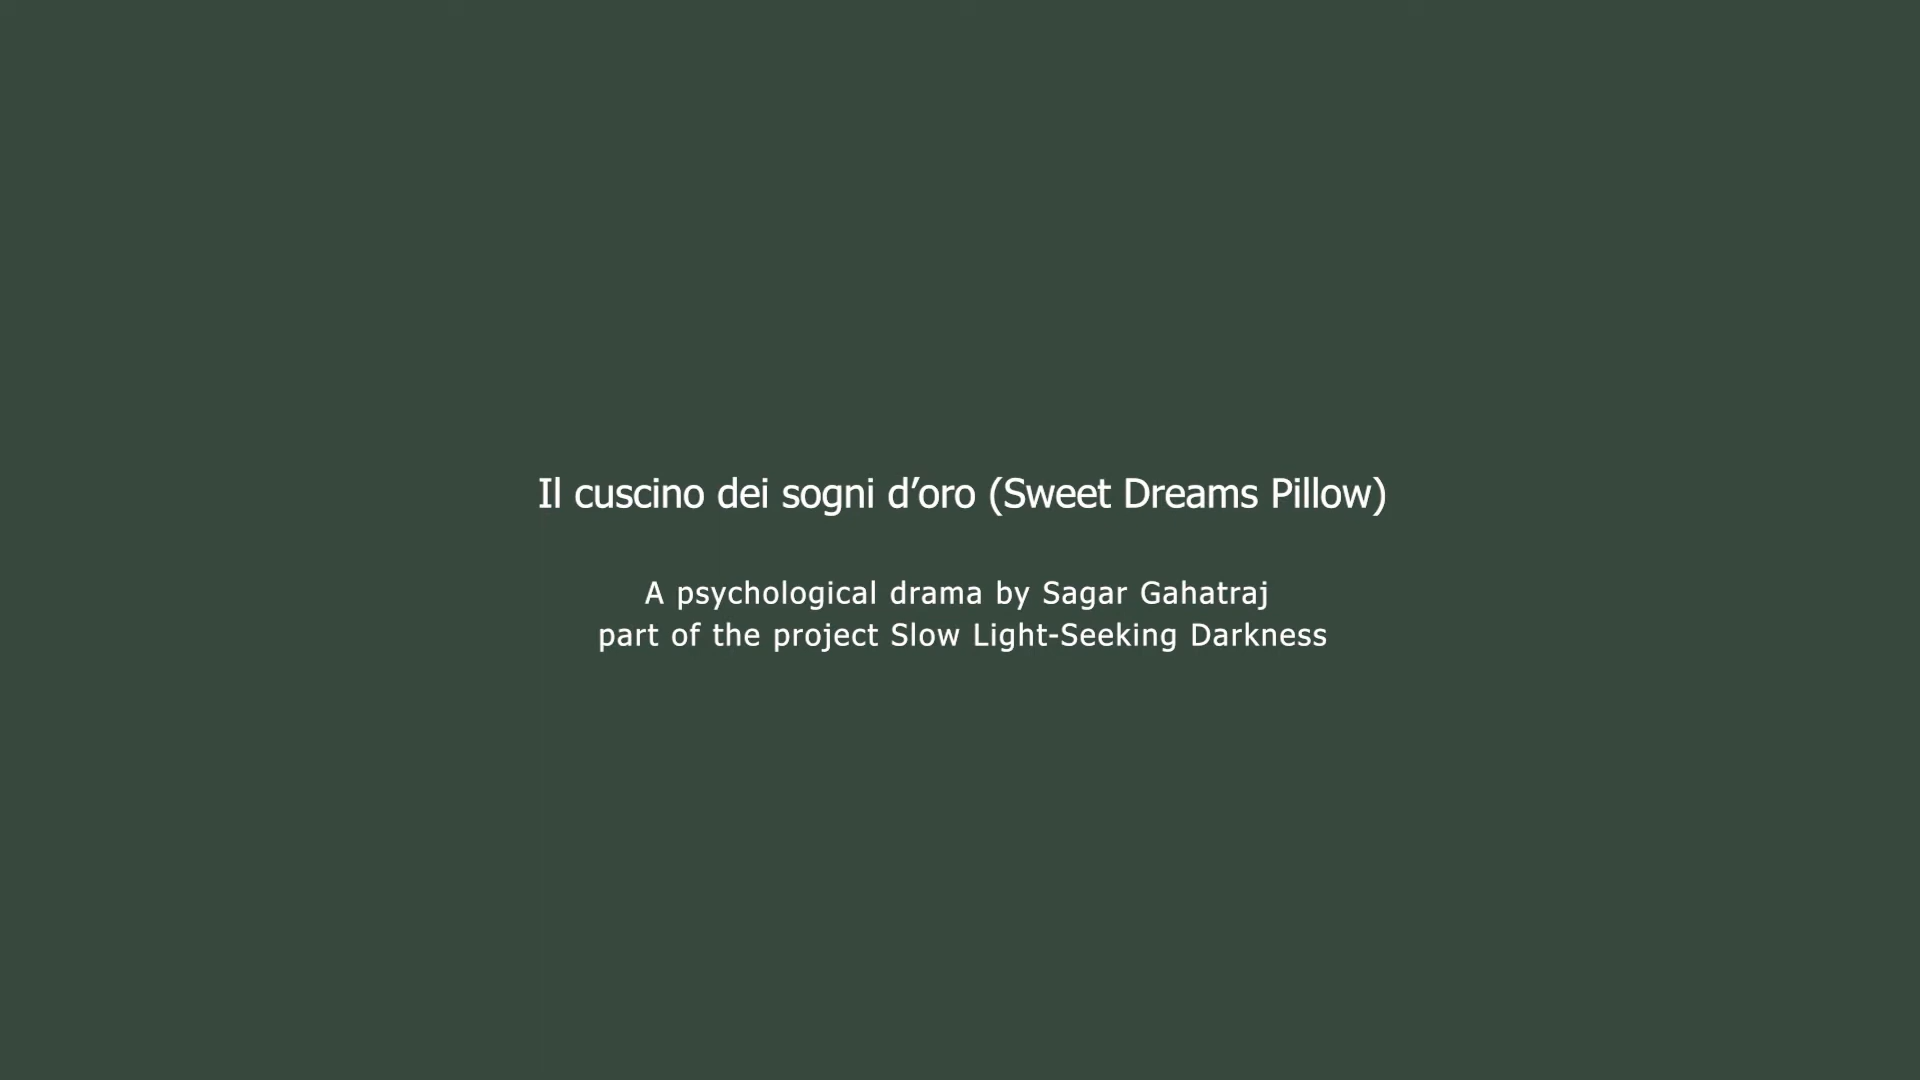 Il cuscino dei sogni d’oro (Sweet Dreams Pillow)
A psychological drama by Sagar Gahatraj
part of the project Slow Light-Seeking Darkness